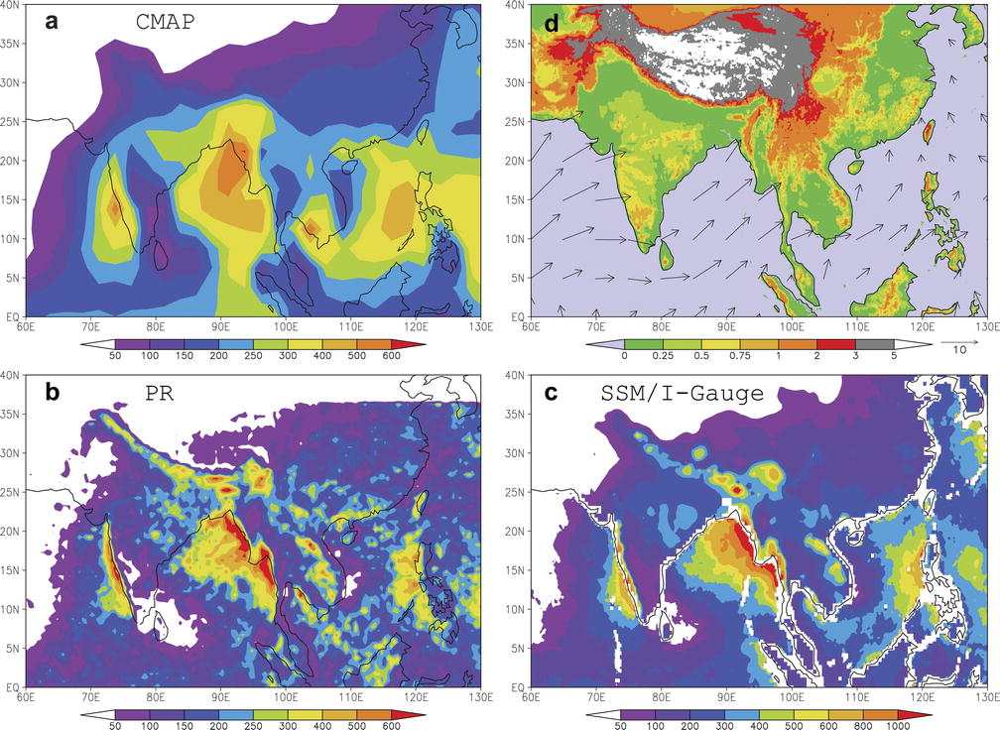 a CMAP
40N
35N
30N
25N
20N
15N
10N
5N
EQ
60E 70E 80E 90E 100E 110E 120E 130E
50 100 150 200 250 300 400 500 600
d
40N
35N
30N
25N
20N
15N
10N
5N
EQ
60E 70E 80E 90E 100E 110E 120E 130E
0 0.25 0.5 0.75 1 2 3 5
10
b PR
40N
35N
30N
25N
20N
15N
10N
5N
EQ
60E 70E 80E 90E 100E 110E 120E 130E
50 100 150 200 250 300 400 500 600
c SSM/I-Gauge
40N
35N
30N
25N
20N
15N
10N
5N
EQ
60E 70E 80E 90E 100E 110E 120E 130E
50 100 200 300 400 500 600 800 1000